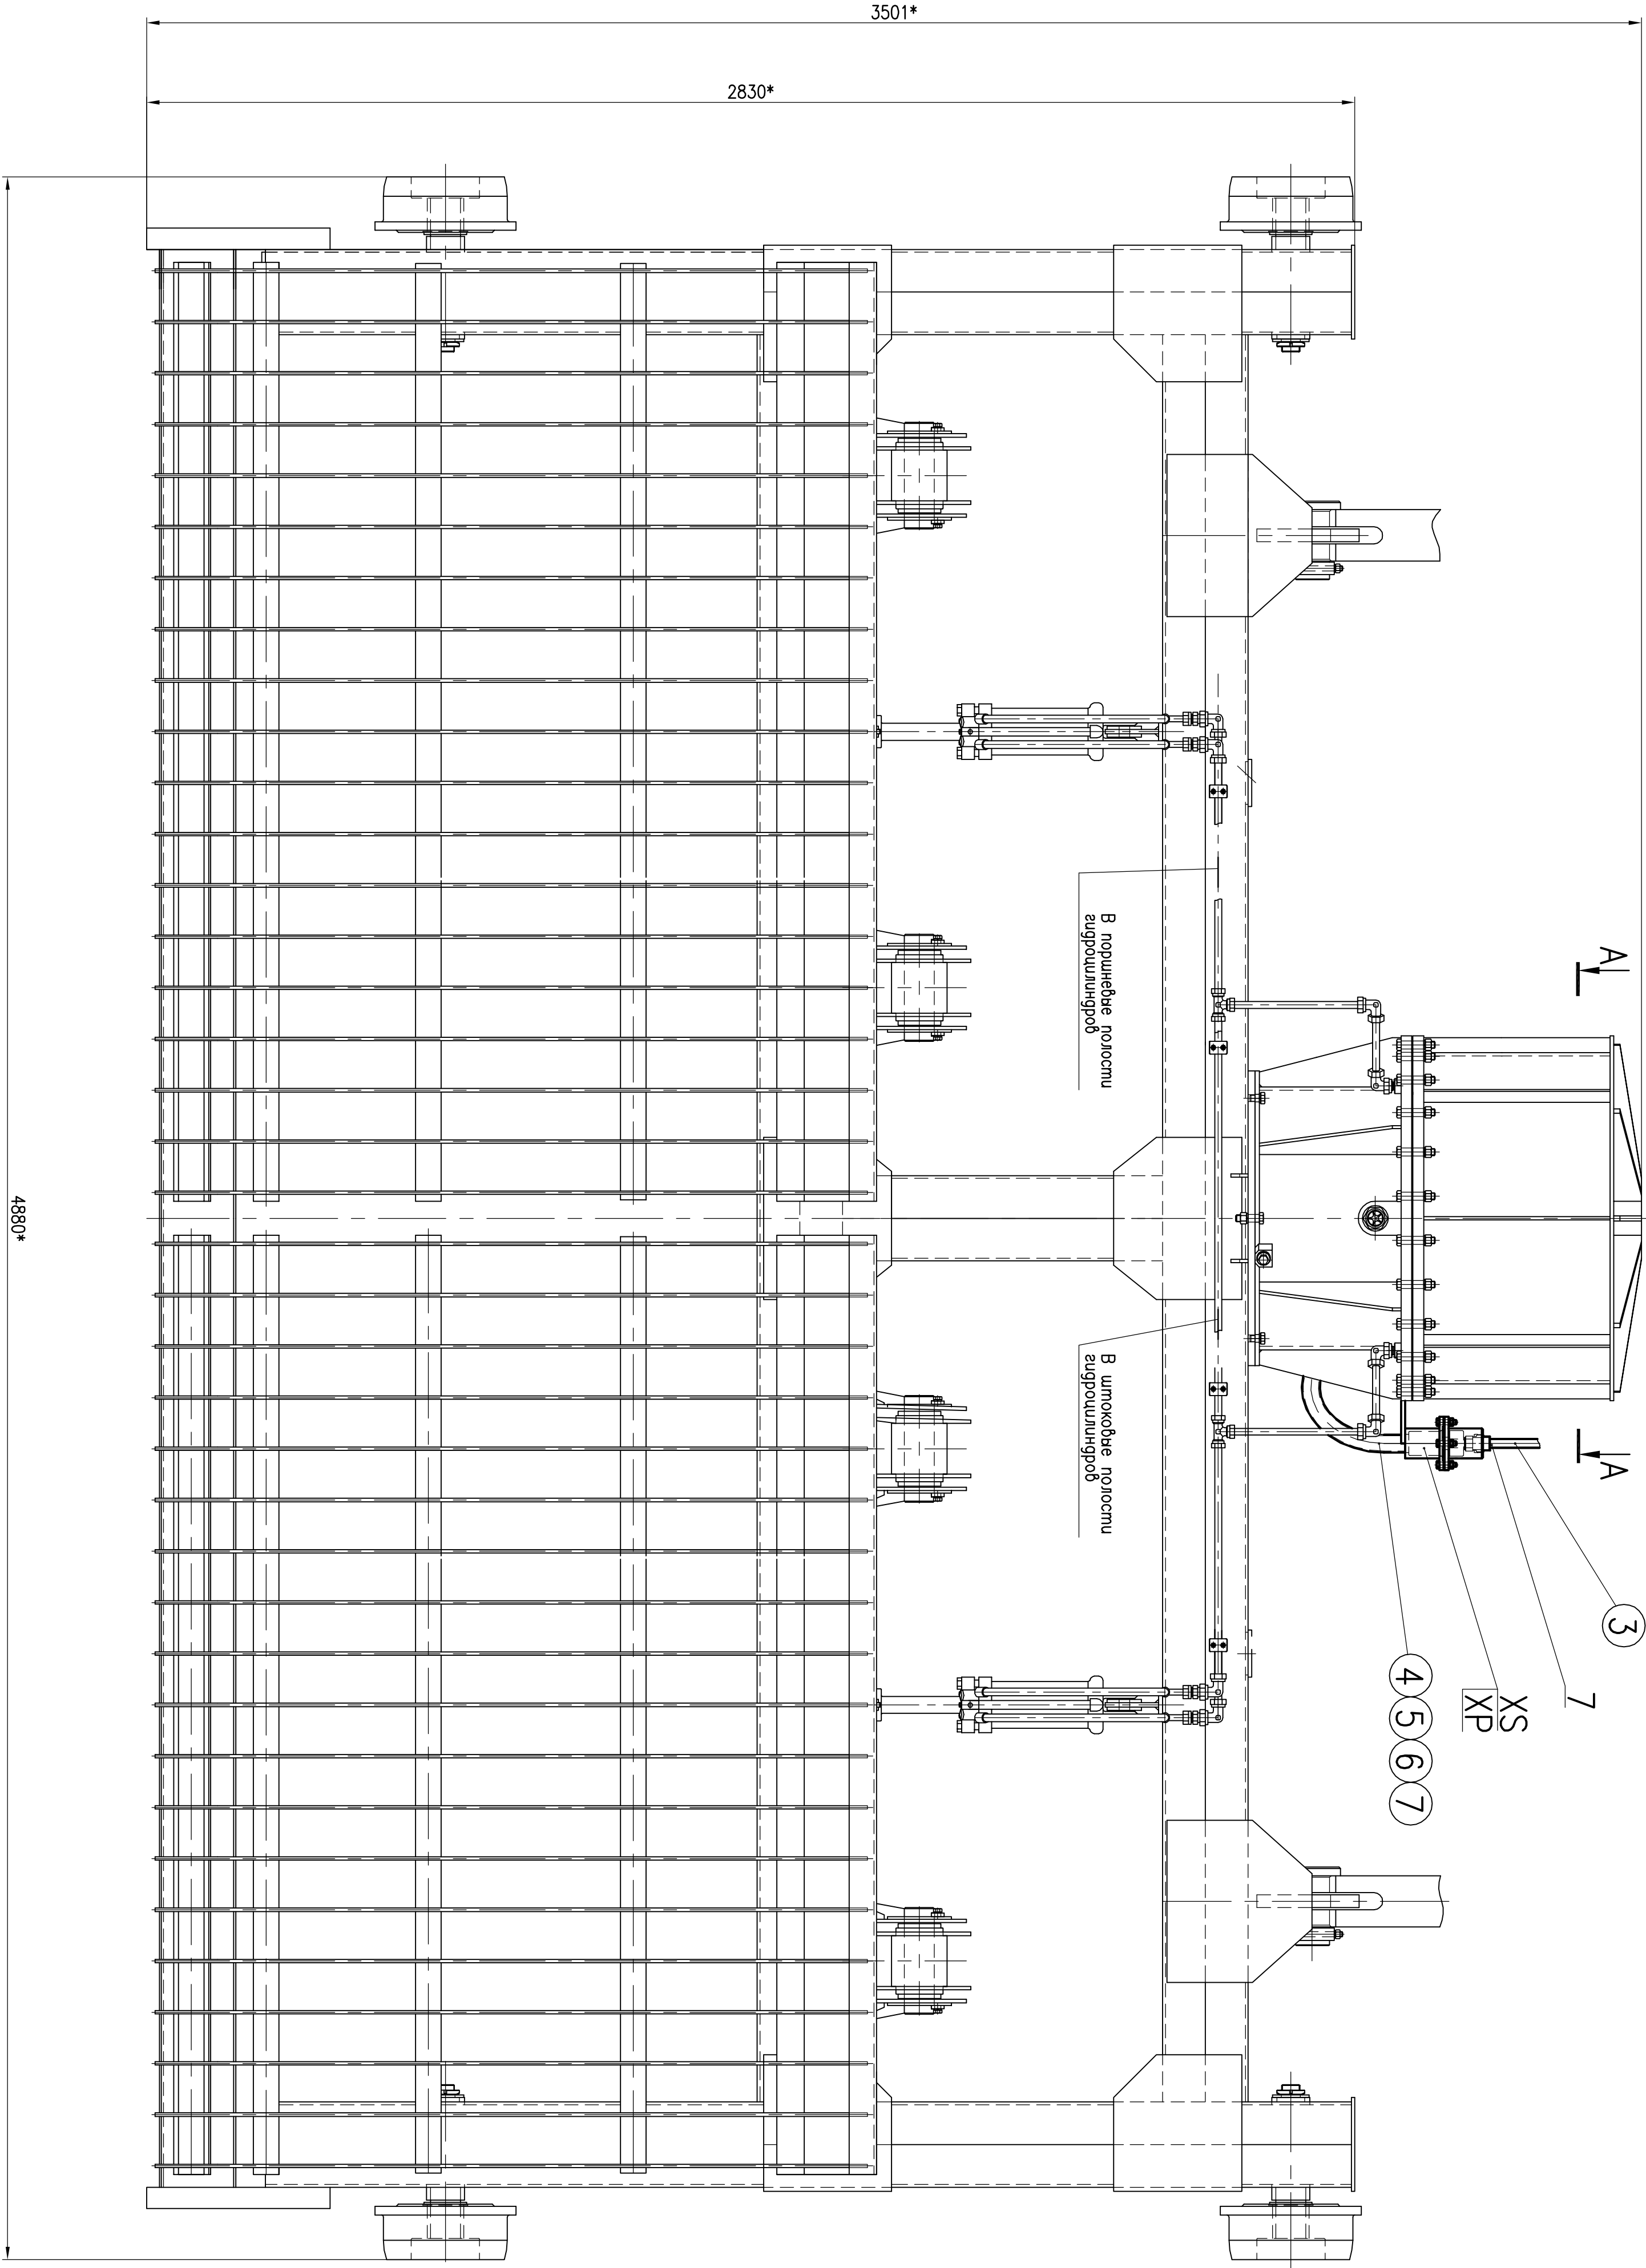 3501*
2830*
4880*
А
А
В поршневые полости
гидроцилиндров
В штоковые полости
гидроцилиндров
3
7
XS
XP
4 5 6 7